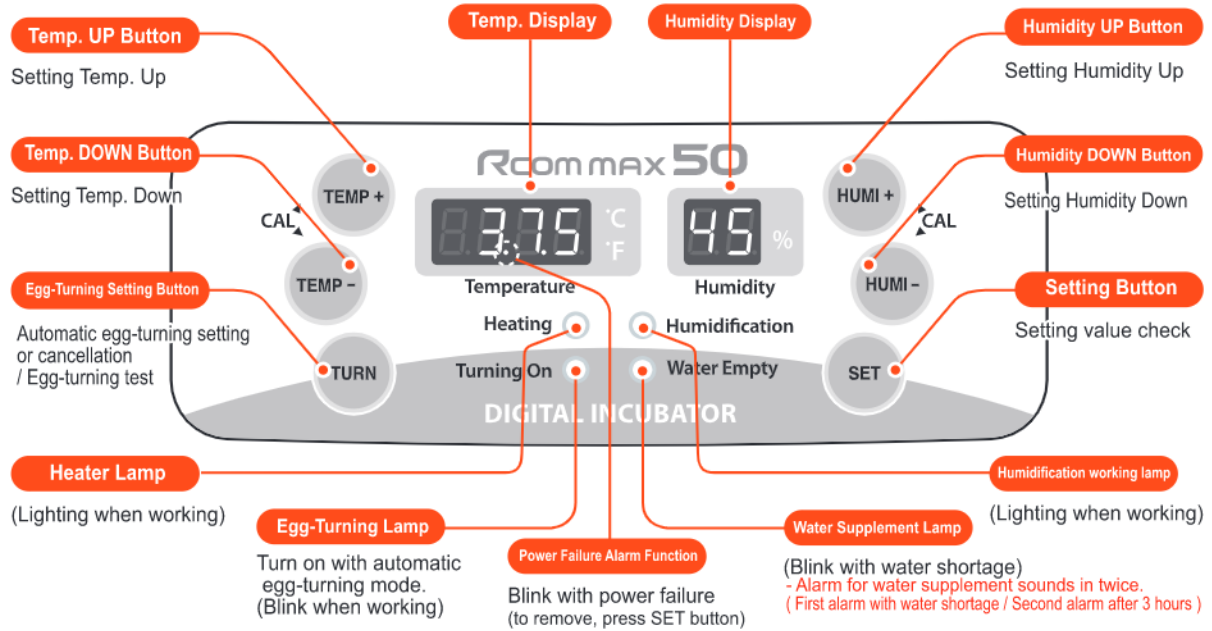 Temp. UP Button
Setting Temp. Up
Temp. Display
Humidity Display
Humidity UP Button
Setting Humidity Up
Temp. DOWN Button
Setting Temp. Down
Humidity DOWN Button
Setting Humidity Down
Rcom max 50
TEMP +
CAL
TEMP −
37.5
°C
°F
Temperature
45
%
Humidity
HUMI +
CAL
HUMI −
Egg-Turning Setting Button
Automatic egg-turning setting
or cancellation
/ Egg-turning test
Setting Button
Setting value check
Heating
Humidification
TURN
Turning On
Water Empty
SET
DIGITAL INCUBATOR
Heater Lamp
(Lighting when working)
Egg-Turning Lamp
Turn on with automatic
egg-turning mode.
(Blink when working)
Power Failure Alarm Function
Blink with power failure
(to remove, press SET button)
Water Supplement Lamp
(Blink with water shortage)
- Alarm for water supplement sounds in twice.
( First alarm with water shortage / Second alarm after 3 hours )
Humidification working lamp
(Lighting when working)